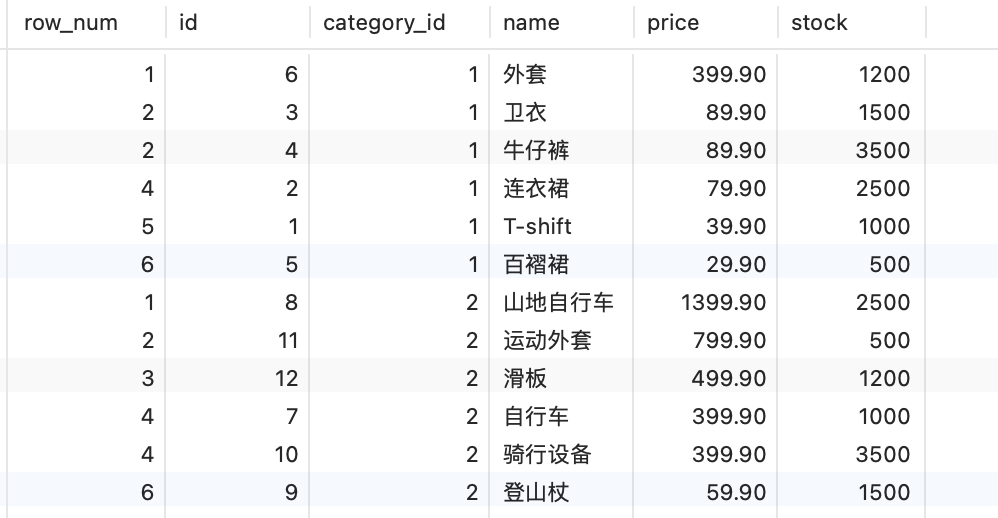 row_num id category_id name price stock
1 6 1 外套 399.90 1200
2 3 1 卫衣 89.90 1500
2 4 1 牛仔裤 89.90 3500
4 2 1 连衣裙 79.90 2500
5 1 1 T-shift 39.90 1000
6 5 1 百褶裙 29.90 500
1 8 2 山地自行车 1399.90 2500
2 11 2 运动外套 799.90 500
3 12 2 滑板 499.90 1200
4 7 2 自行车 399.90 1000
4 10 2 骑行设备 399.90 3500
6 9 2 登山杖 59.90 1500